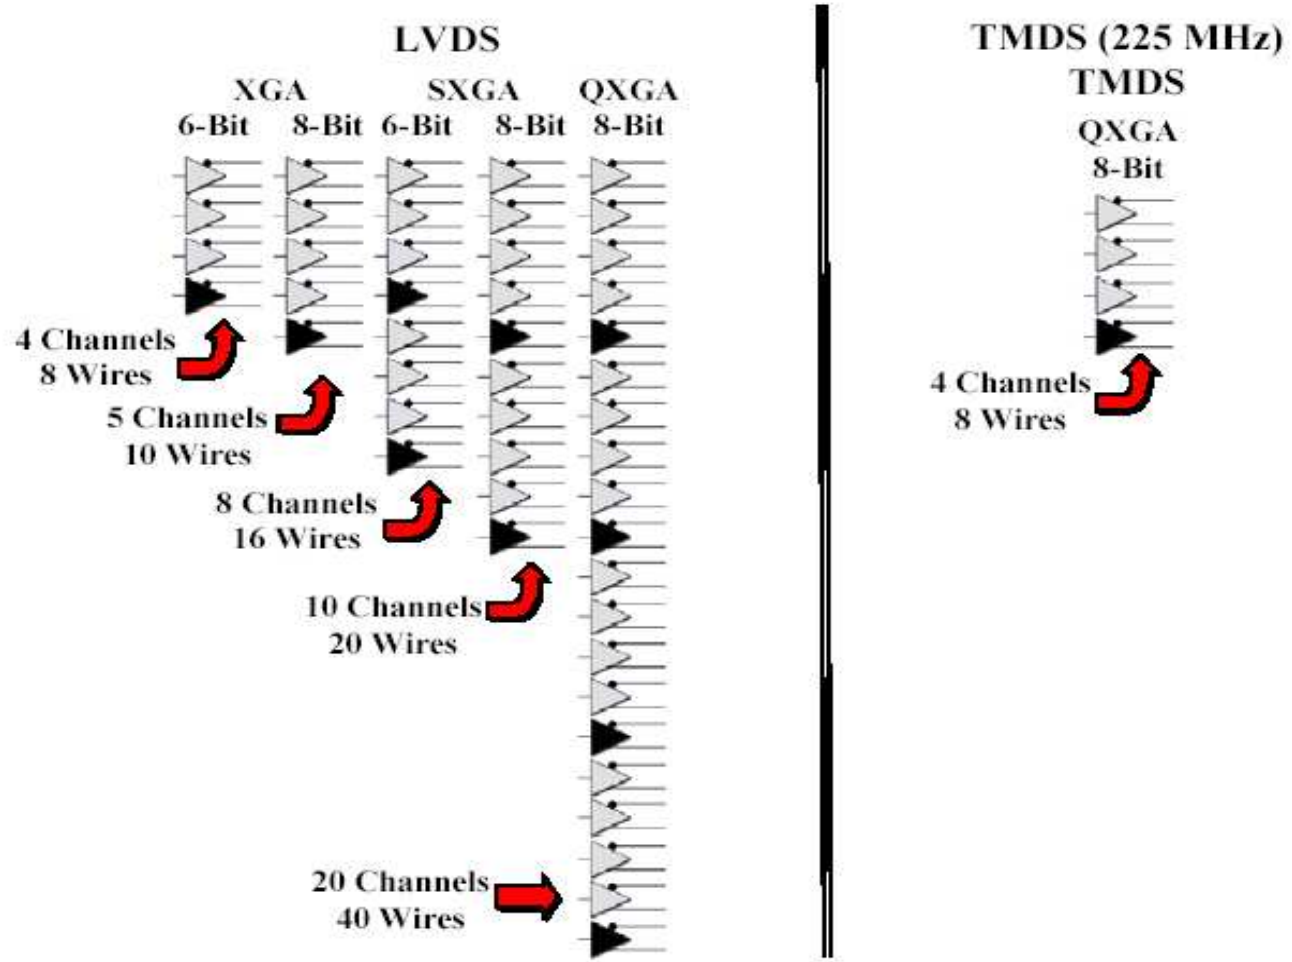 LVDS
XGA SXGA QXGA
6-Bit 8-Bit 6-Bit 8-Bit 8-Bit
4 Channels
8 Wires
5 Channels
10 Wires
8 Channels
16 Wires
10 Channels
20 Wires
20 Channels
40 Wires
TMDS (225 MHz)
TMDS
QXGA
8-Bit
4 Channels
8 Wires